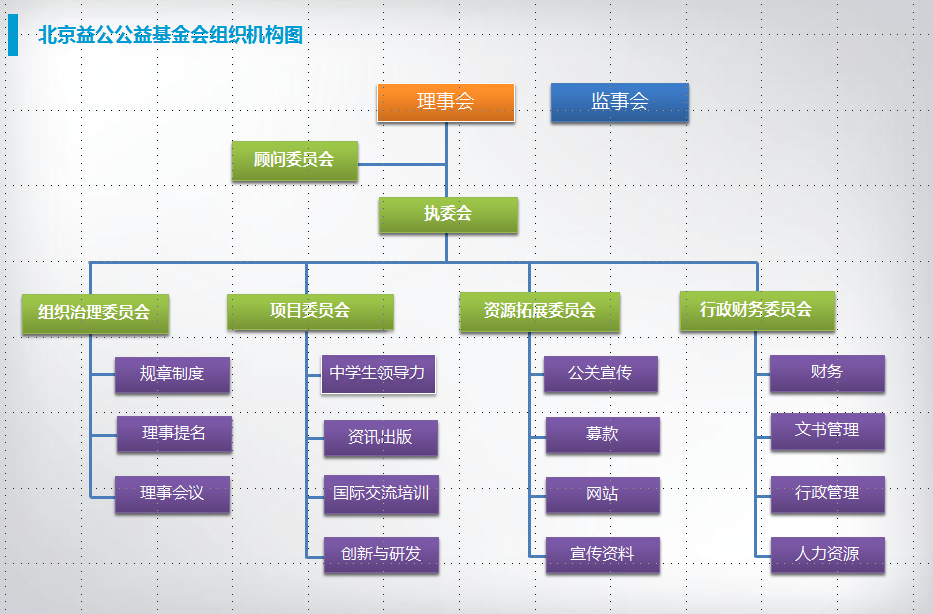 北京益公公益基金会组织机构图
理事会
监事会
顾问委员会
执委会
组织治理委员会
项目委员会
资源拓展委员会
行政财务委员会
规章制度
中学生领导力
公关宣传
财务
理事提名
资讯出版
募款
文书管理
理事会议
国际交流培训
网站
行政管理
创新与研发
宣传资料
人力资源